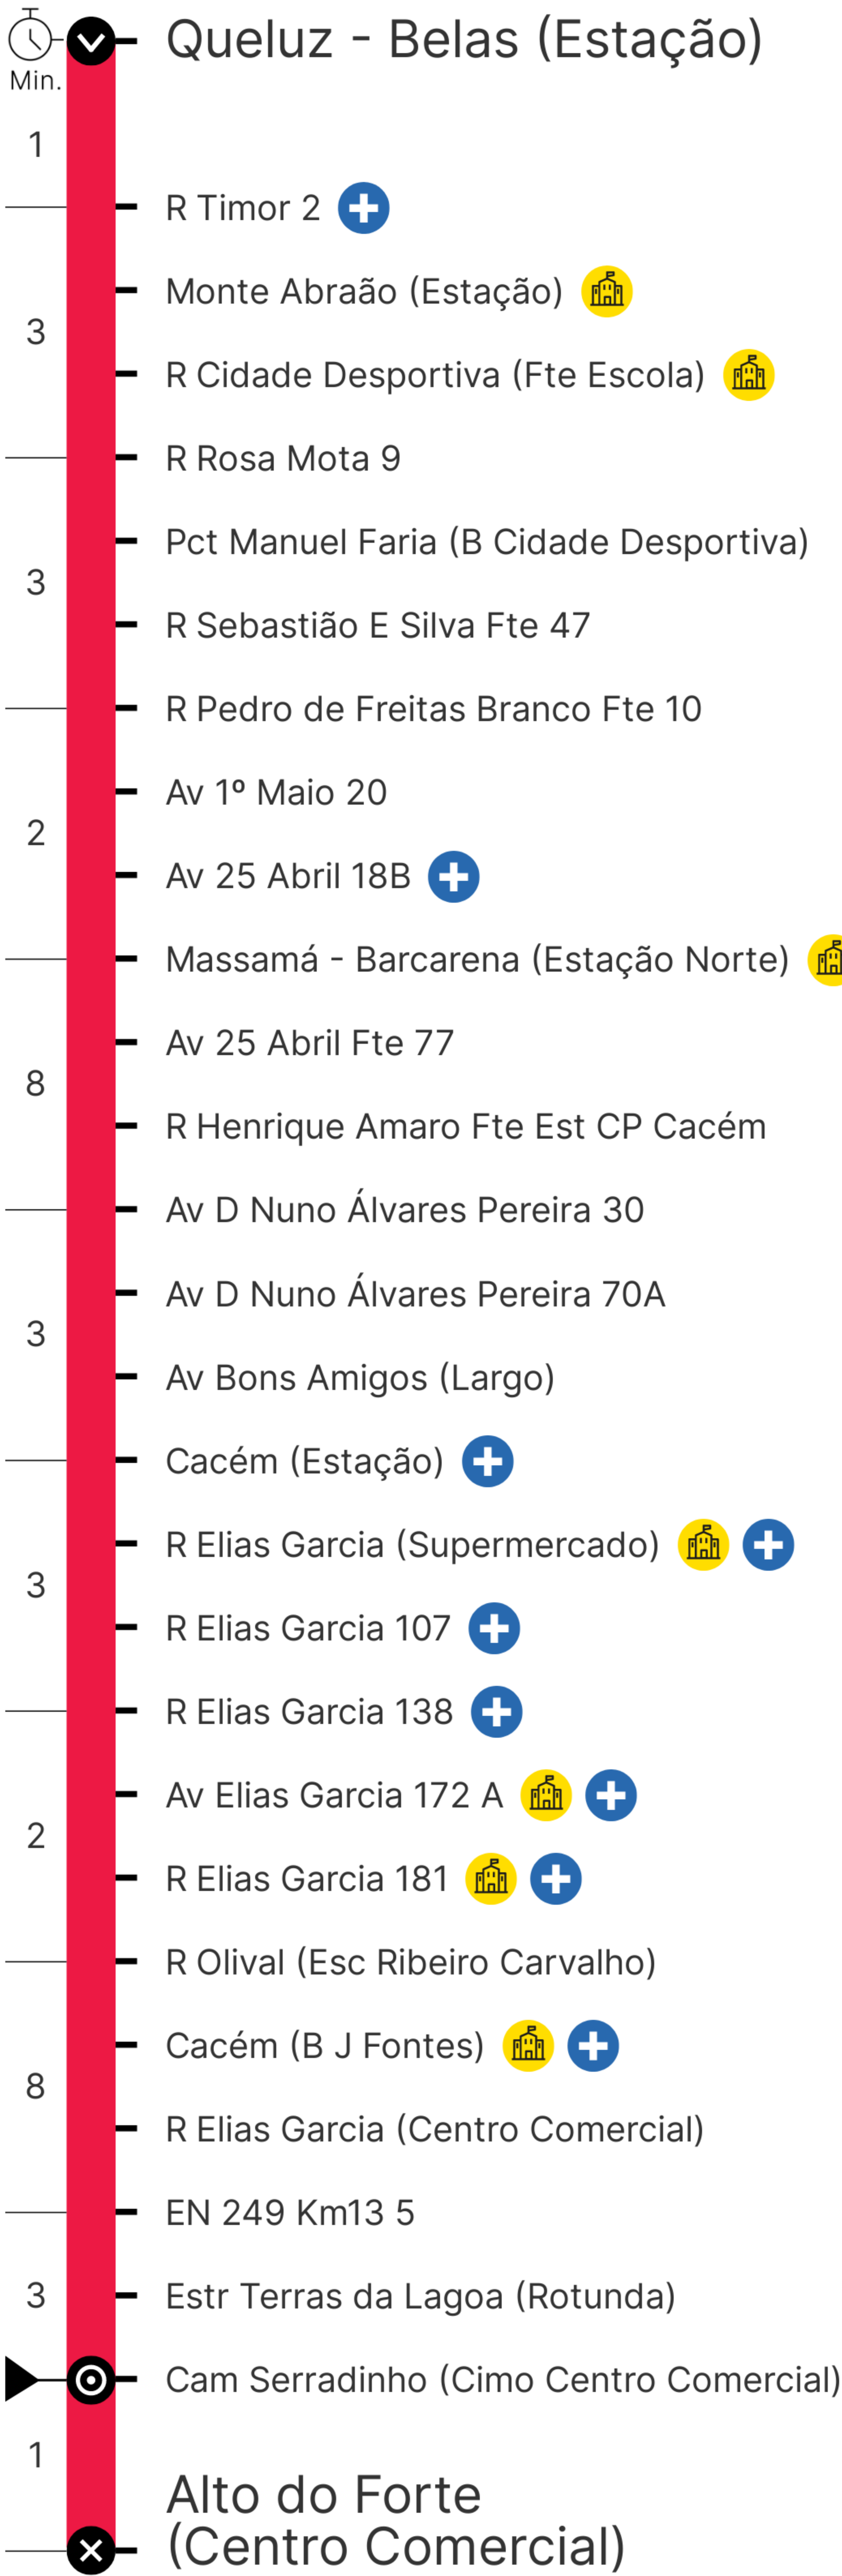 Queluz - Belas (Estação)
Min.
1
R Timor 2
Monte Abraão (Estação)
3
R Cidade Desportiva (Fte Escola)
R Rosa Mota 9
Pct Manuel Faria (B Cidade Desportiva)
3
R Sebastião E Silva Fte 47
R Pedro de Freitas Branco Fte 10
Av 1º Maio 20
2
Av 25 Abril 18B
Massamá - Barcarena (Estação Norte)
Av 25 Abril Fte 77
8
R Henrique Amaro Fte Est CP Cacém
Av D Nuno Álvares Pereira 30
Av D Nuno Álvares Pereira 70A
3
Av Bons Amigos (Largo)
Cacém (Estação)
R Elias Garcia (Supermercado)
3
R Elias Garcia 107
R Elias Garcia 138
Av Elias Garcia 172 A
2
R Elias Garcia 181
R Olival (Esc Ribeiro Carvalho)
Cacém (B J Fontes)
8
R Elias Garcia (Centro Comercial)
EN 249 Km13 5
3
Estr Terras da Lagoa (Rotunda)
Cam Serradinho (Cimo Centro Comercial)
1
Alto do Forte
(Centro Comercial)